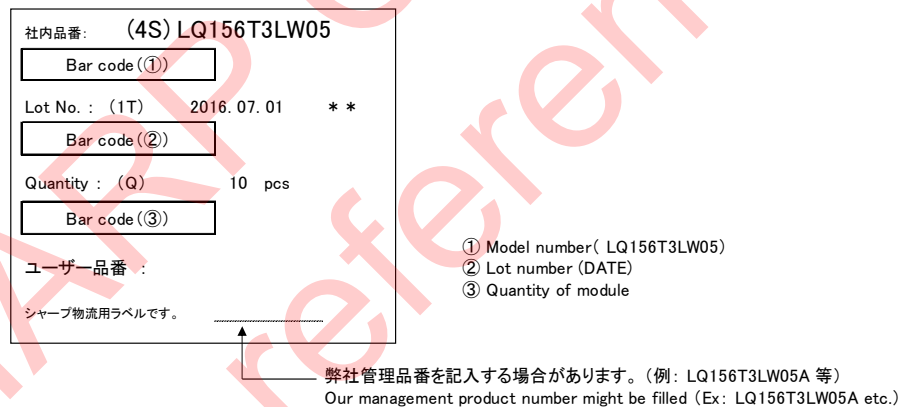 社内品番: (4S) LQ156T3LW05
Bar code(①)
Lot No. : (1T) 2016.07.01 **
Bar code(②)
Quantity : (Q) 10 pcs
Bar code(③)
ユーザー品番 :
シャープ物流用ラベルです。
① Model number( LQ156T3LW05)
② Lot number (DATE)
③ Quantity of module
弊社管理品番を記入する場合があります。(例: LQ156T3LW05A 等)
Our management product number might be filled (Ex: LQ156T3LW05A etc.)